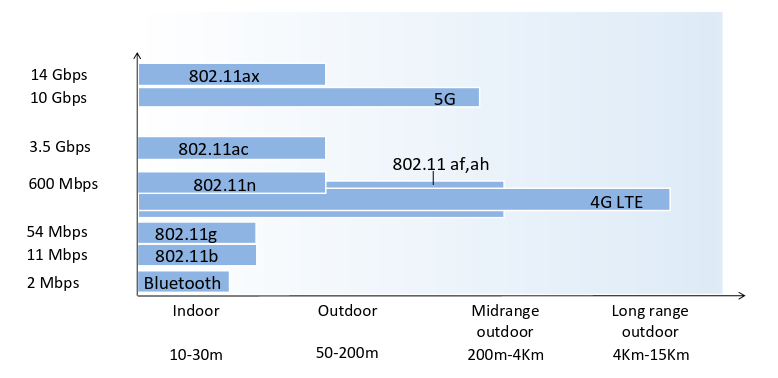 14 Gbps
802.11ax
10 Gbps
5G
3.5 Gbps
802.11ac
802.11 af,ah
600 Mbps
802.11n
4G LTE
54 Mbps
802.11g
11 Mbps
802.11b
2 Mbps
Bluetooth
Indoor
Outdoor
Midrange
outdoor
Long range
outdoor
10-30m
50-200m
200m-4Km
4Km-15Km